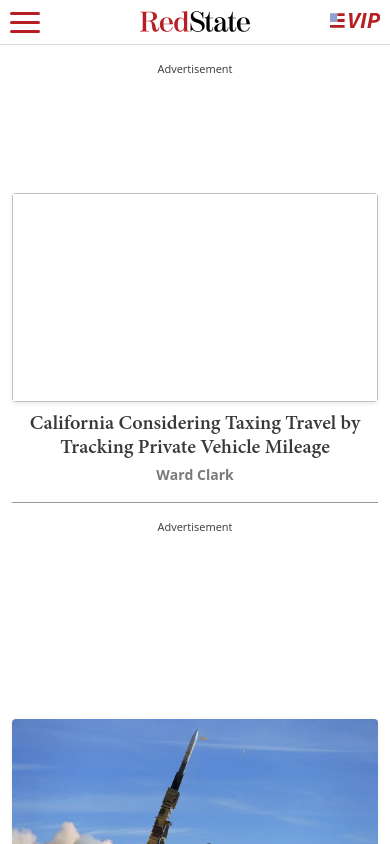 RedState
VIP
Advertisement
California Considering Taxing Travel by
Tracking Private Vehicle Mileage
Ward Clark
Advertisement